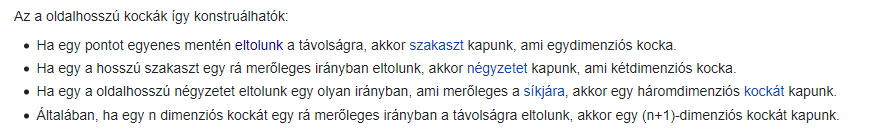 Az a oldalhosszú kockák így konstruálhatók:
Ha egy pontot egyenes mentén eltolunk a távolságra, akkor szakaszt kapunk, ami egydimenziós kocka.
Ha egy a hosszú szakaszt egy rá merőleges irányban eltolunk, akkor négyzetet kapunk, ami kétdimenziós kocka.
Ha egy a oldalhosszú négyzetet eltolunk egy olyan irányban, ami merőleges a síkjára, akkor egy háromdimenziós kockát kapunk.
Általában, ha egy n dimenziós kockát egy rá merőleges irányban a távolságra eltolunk, akkor egy (n+1)-dimenziós kockát kapunk.